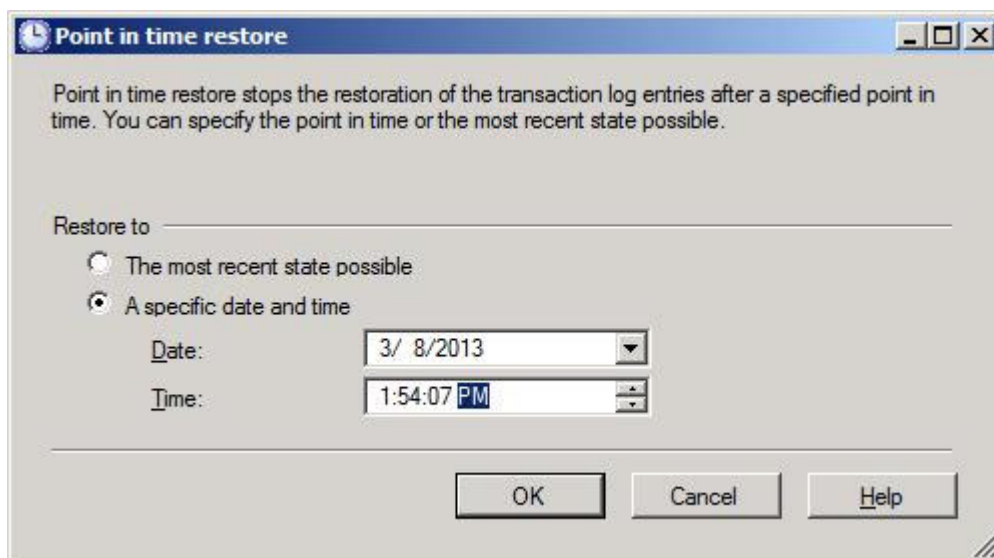 Point in time restore
Point in time restore stops the restoration of the transaction log entries after a specified point in
time. You can specify the point in time or the most recent state possible.
Restore to
The most recent state possible
A specific date and time
Date: 3/ 8/2013
Time: 1:54:07 PM
OK Cancel Help